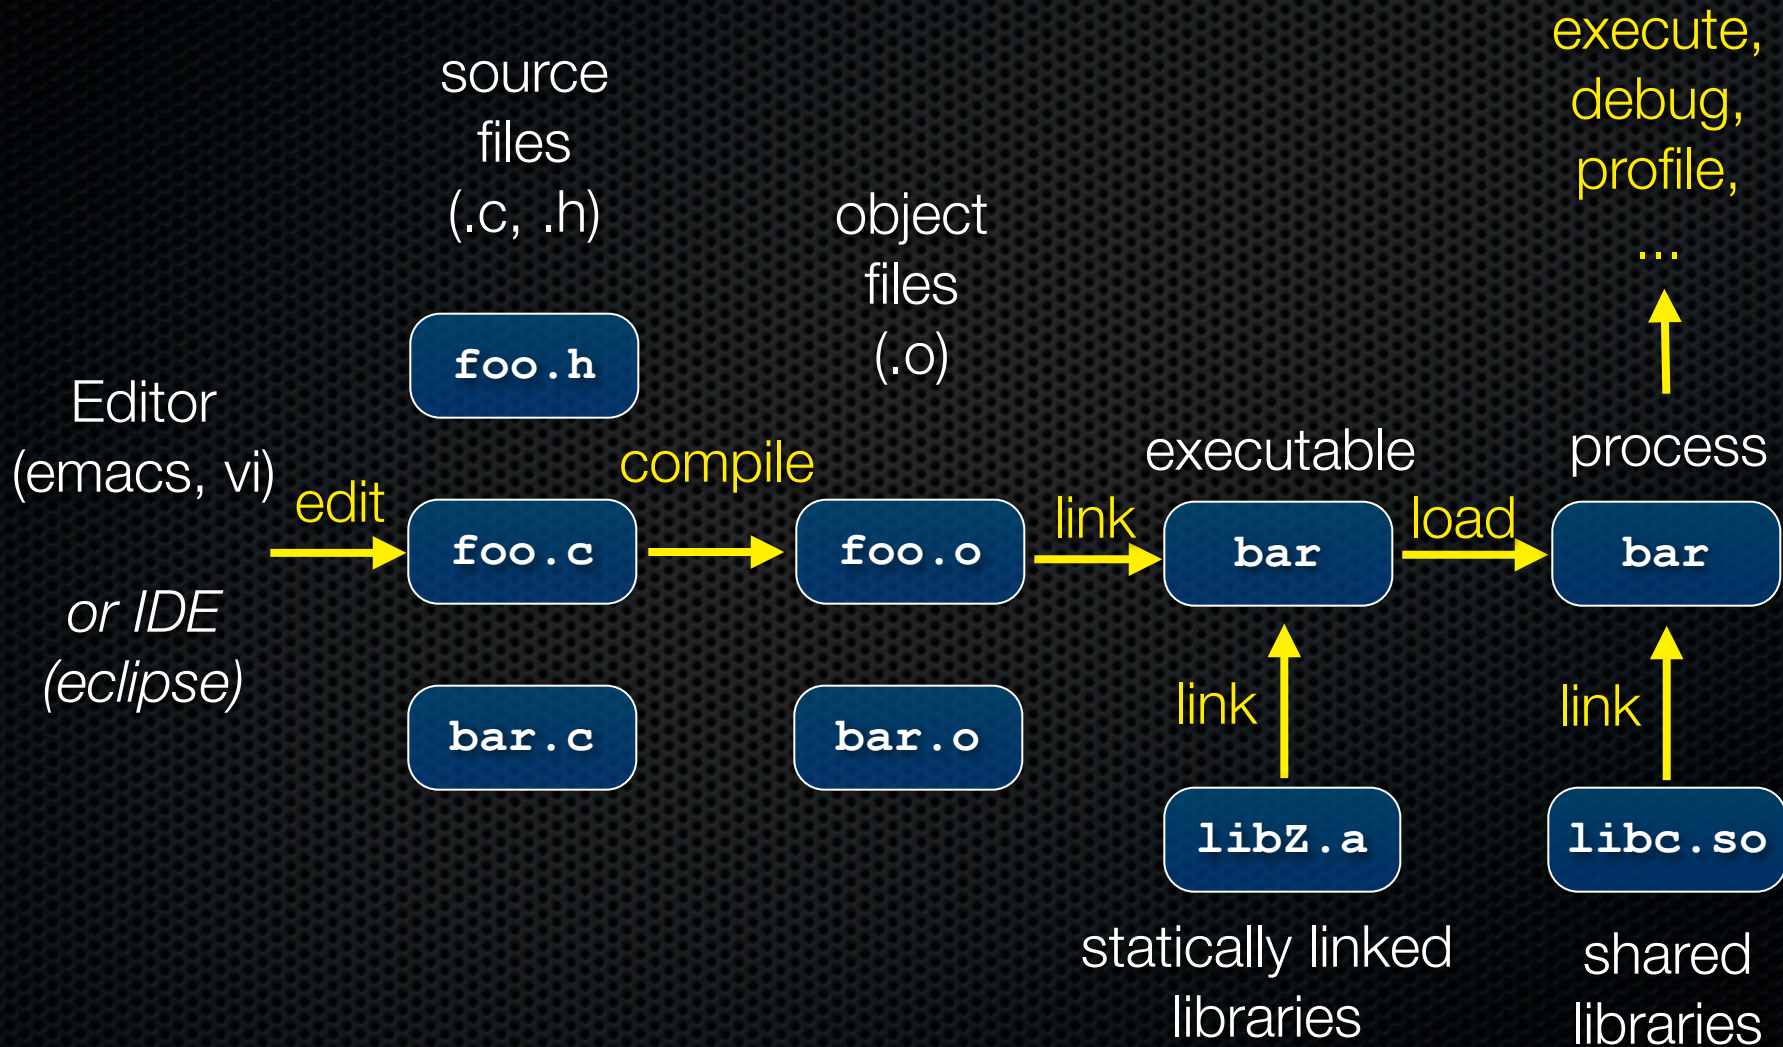 Editor
(emacs, vi)
or IDE
(eclipse)
edit
source
files
(.c, .h)
foo.h
foo.c
bar.c
compile
object
files
(.o)
foo.o
bar.o
link
executable
bar
link
libZ.a
statically linked
libraries
load
execute,
debug,
profile,
...
process
bar
link
libc.so
shared
libraries